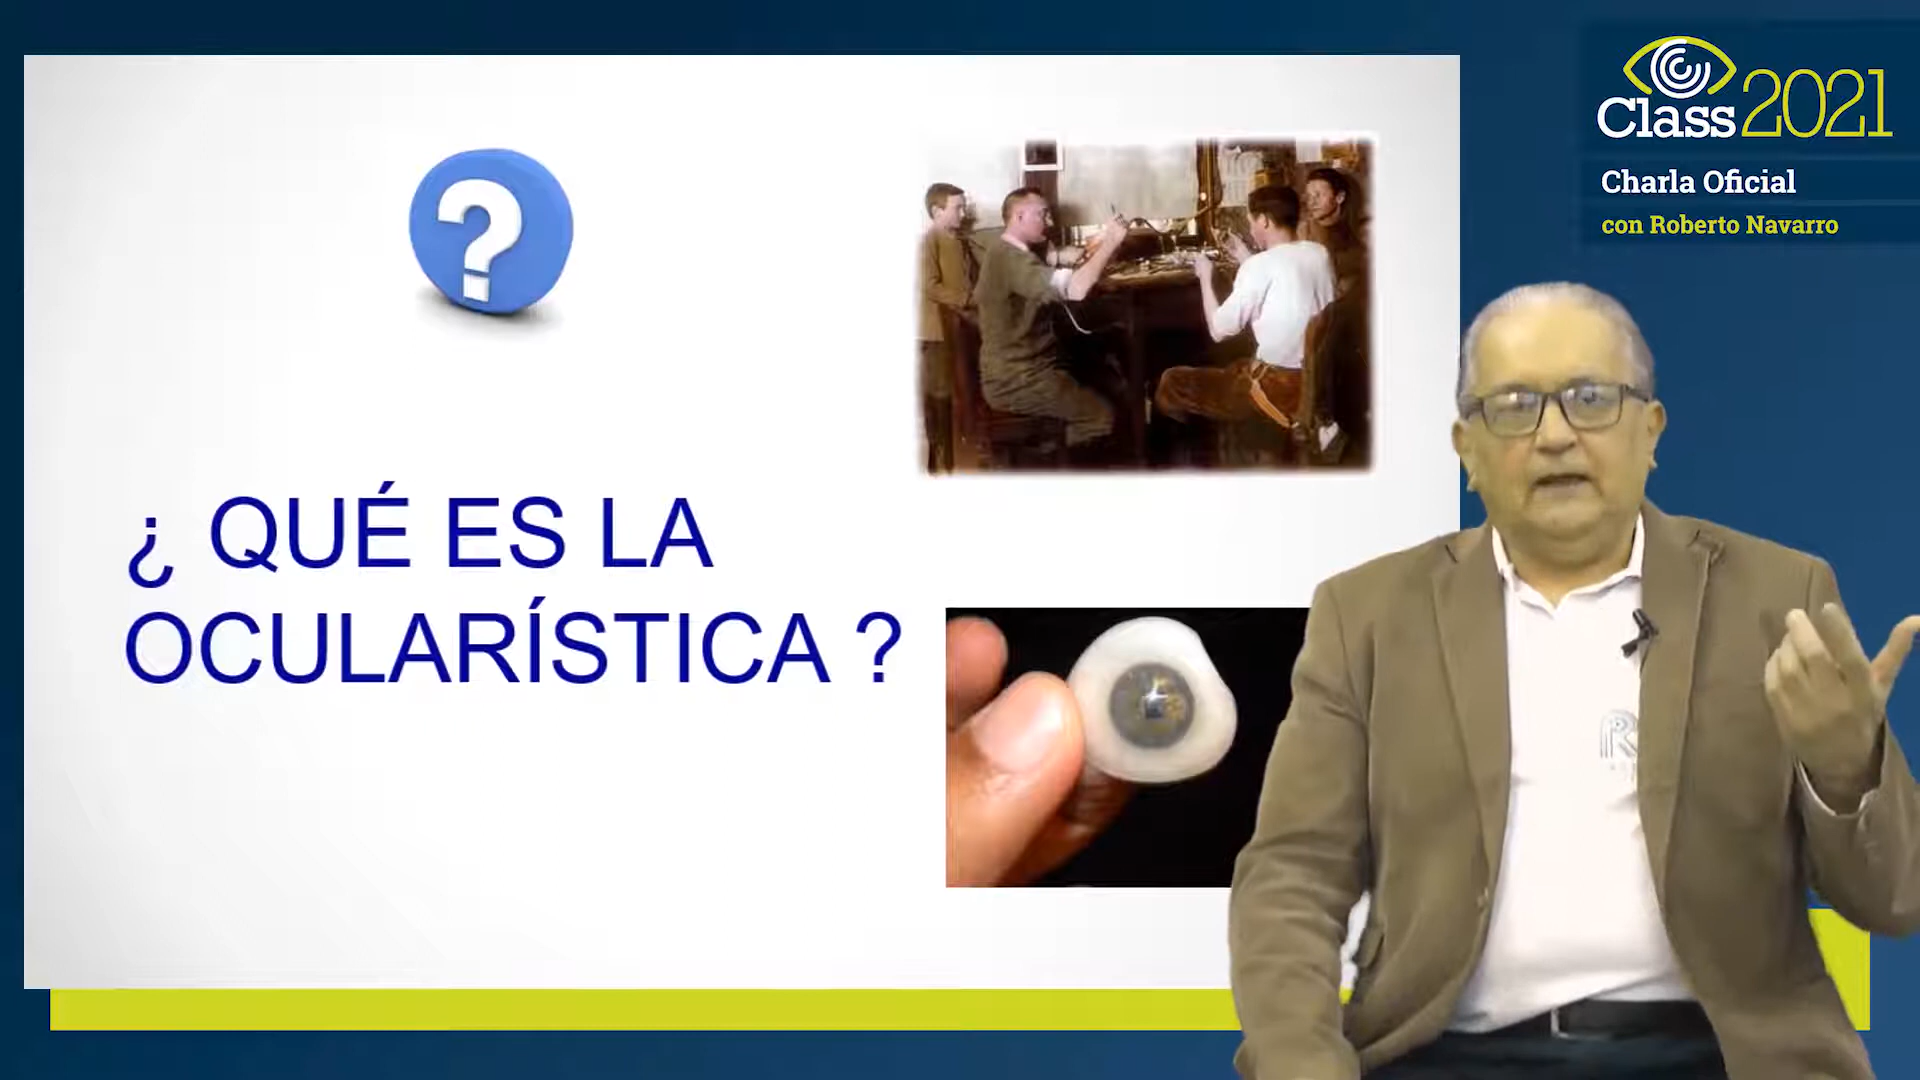 Class 2021
Charla Oficial
con Roberto Navarro
?
¿ QUÉ ES LA
OCULARÍSTICA ?
R